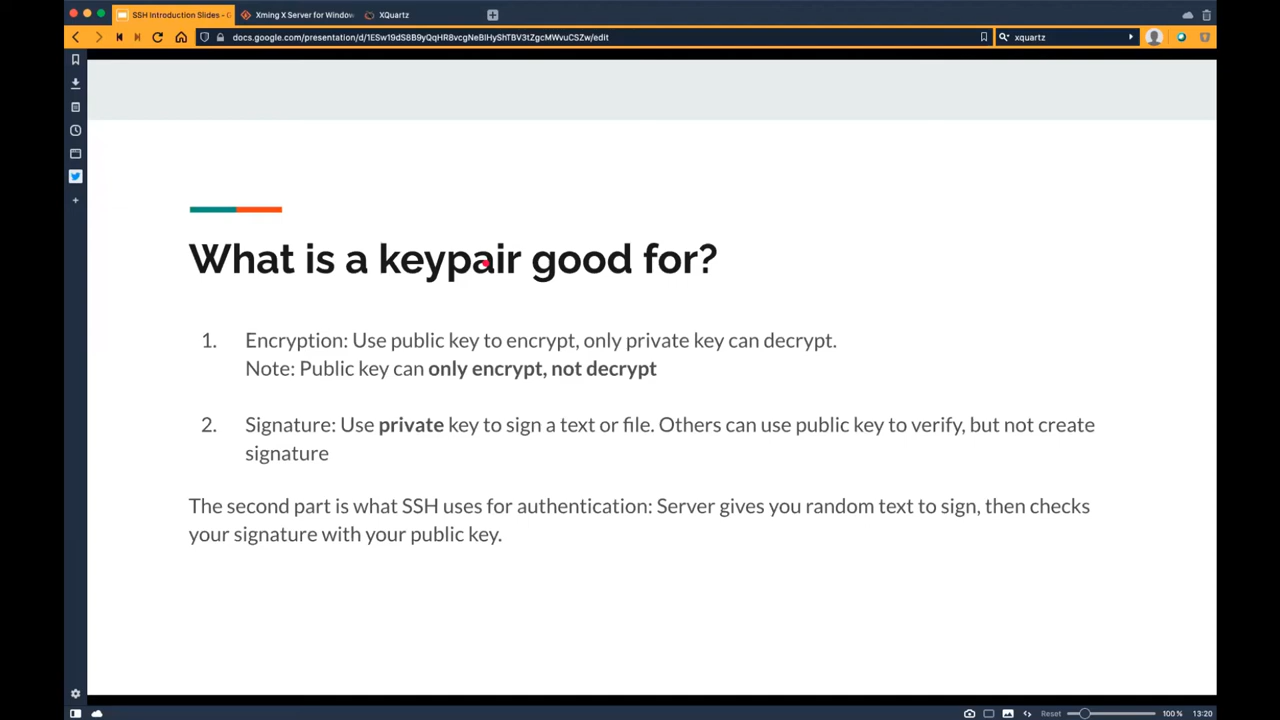 SSH Introduction Slides - G
Xming X Server for Window
XQuartz
docs.google.com/presentation/d/1ESw19dS8B9yQqHR8vcgNeBIHyShTBV3tZgcMWvuCSZw/edit
xquartz
What is a keypair good for?
1. Encryption: Use public key to encrypt, only private key can decrypt.
Note: Public key can only encrypt, not decrypt
2. Signature: Use private key to sign a text or file. Others can use public key to verify, but not create
signature
The second part is what SSH uses for authentication: Server gives you random text to sign, then checks
your signature with your public key.
Reset 100 % 13:20